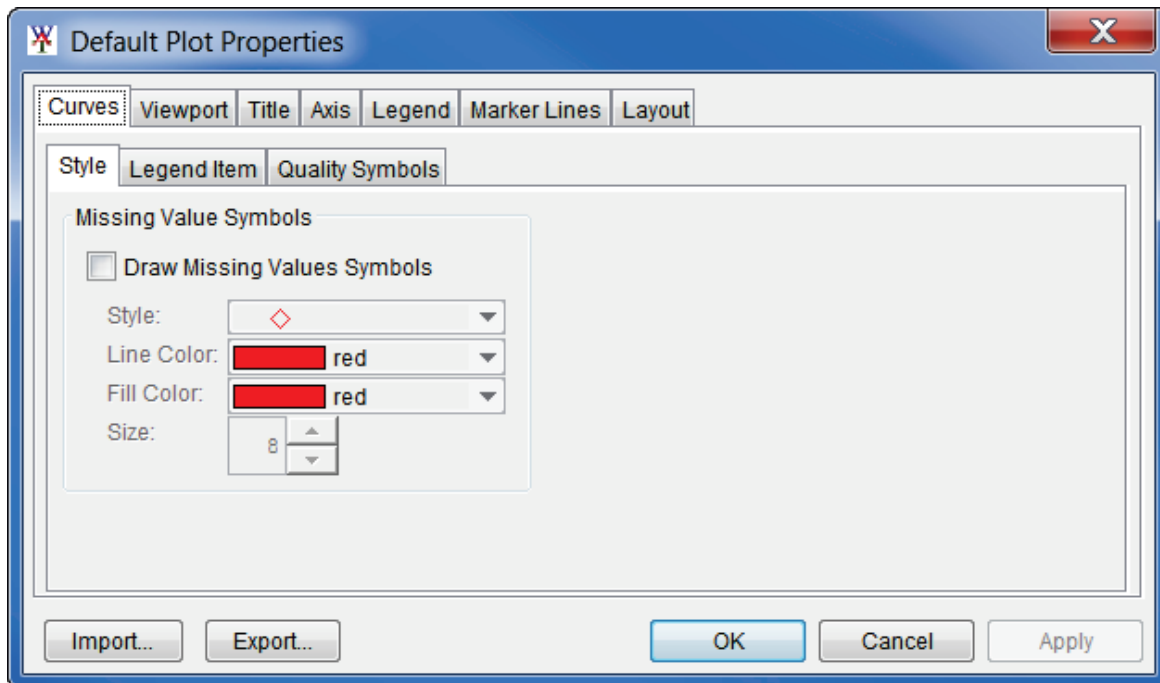 Default Plot Properties
Curves Viewport Title Axis Legend Marker Lines Layout
Style Legend Item Quality Symbols
Missing Value Symbols
Draw Missing Values Symbols
Style:
Line Color: red
Fill Color: red
Size: 8
Import... Export... OK Cancel Apply